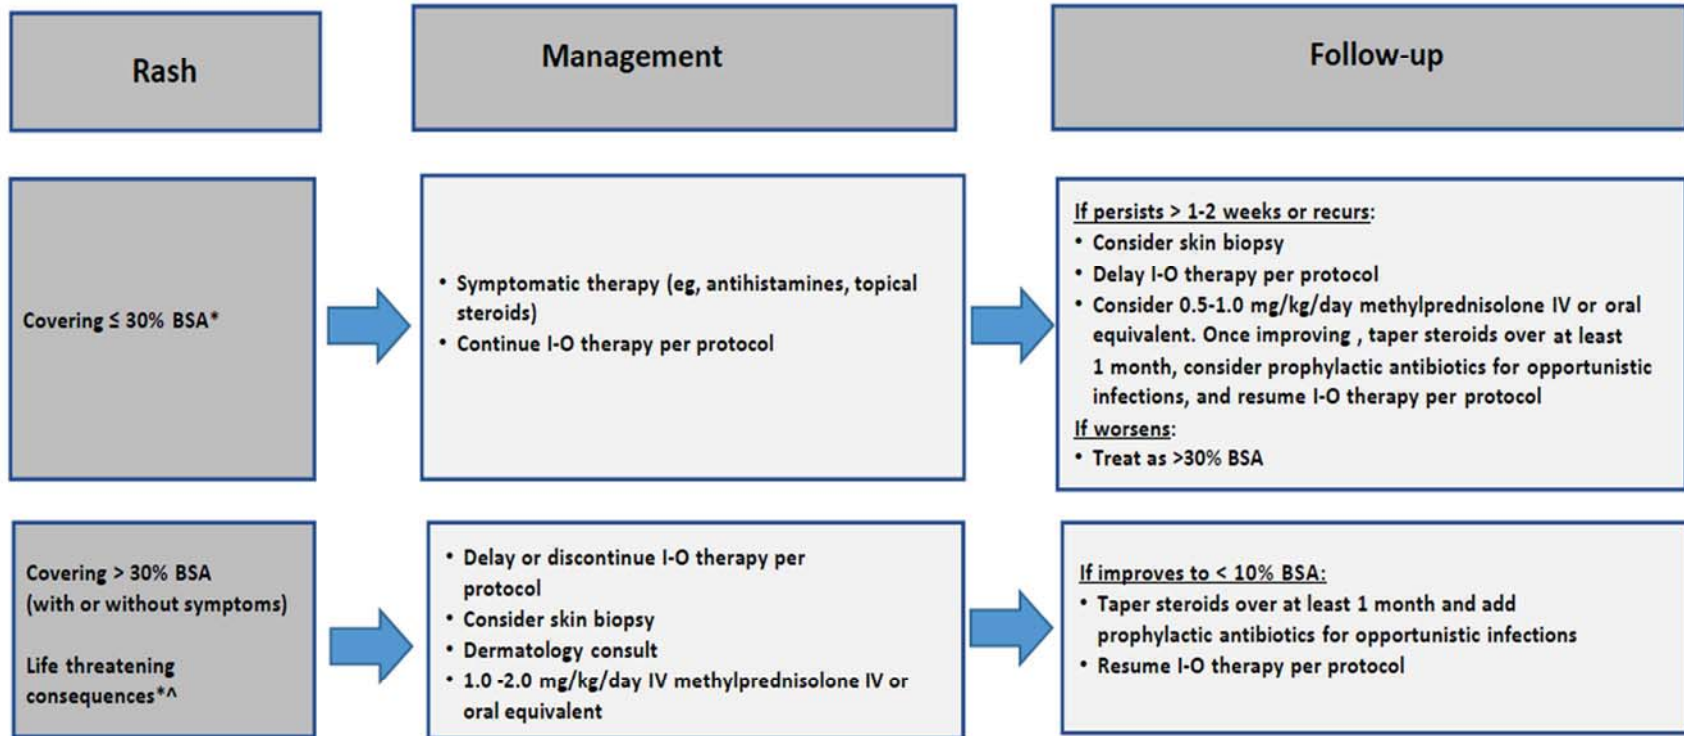 Rash
Management
Follow-up
Covering ≤ 30% BSA*
• Symptomatic therapy (eg, antihistamines, topical
steroids)
• Continue I-O therapy per protocol
If persists > 1-2 weeks or recurs:
• Consider skin biopsy
• Delay I-O therapy per protocol
• Consider 0.5-1.0 mg/kg/day methylprednisolone IV or oral
equivalent. Once improving , taper steroids over at least
1 month, consider prophylactic antibiotics for opportunistic
infections, and resume I-O therapy per protocol
If worsens:
• Treat as >30% BSA
Covering > 30% BSA
(with or without symptoms)
Life threatening
consequences*^
• Delay or discontinue I-O therapy per
protocol
• Consider skin biopsy
• Dermatology consult
• 1.0 -2.0 mg/kg/day IV methylprednisolone IV or
oral equivalent
If improves to < 10% BSA:
• Taper steroids over at least 1 month and add
prophylactic antibiotics for opportunistic infections
• Resume I-O therapy per protocol